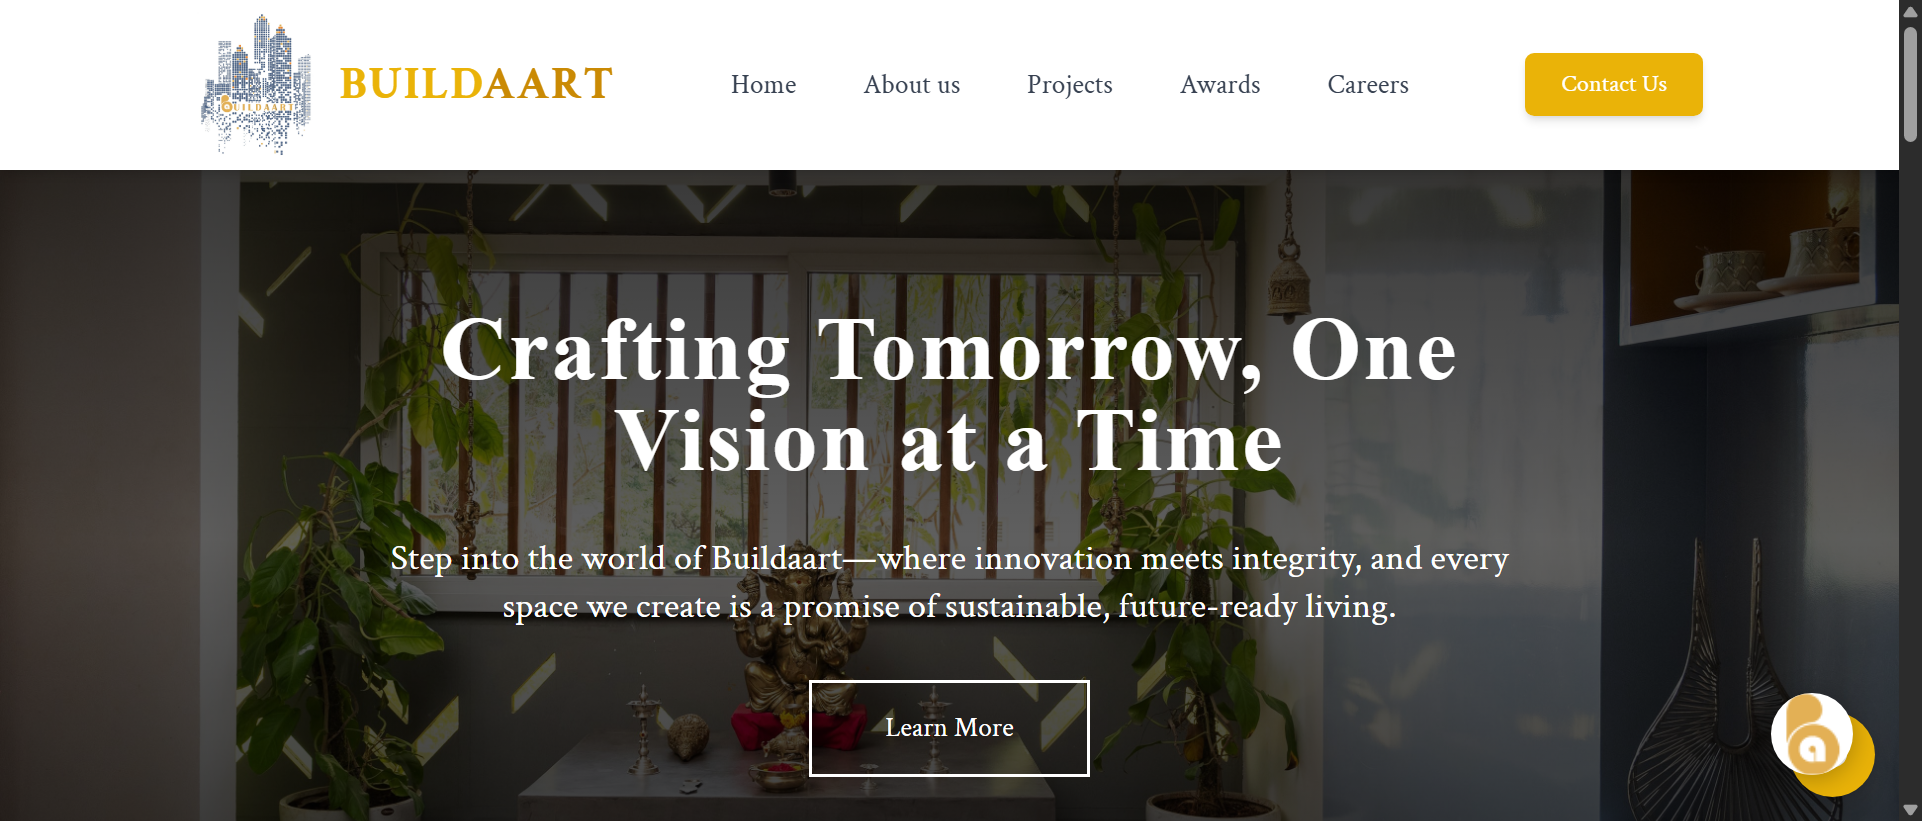 BUILDAART
BUILDAART
Home
About us
Projects
Awards
Careers
Contact Us
Crafting Tomorrow, One
Vision at a Time
Step into the world of Buildaart—where innovation meets integrity, and every
space we create is a promise of sustainable, future-ready living.
Learn More
ba